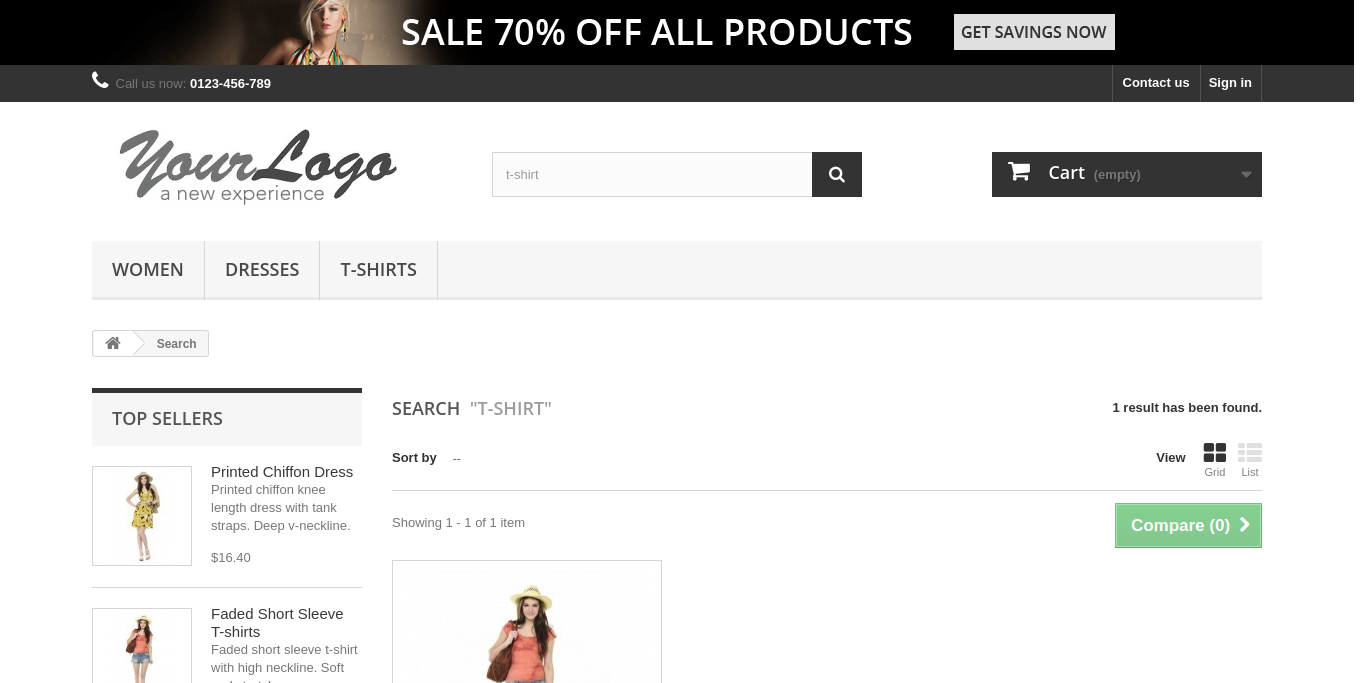 SALE 70% OFF ALL PRODUCTS
GET SAVINGS NOW
Call us now: 0123-456-789
Contact us
Sign in
YourLogo
a new experience
t-shirt
Cart (empty)
WOMEN
DRESSES
T-SHIRTS
Search
TOP SELLERS
Printed Chiffon Dress
Printed chiffon knee
length dress with tank
straps. Deep v-neckline.
$16.40
Faded Short Sleeve
T-shirts
Faded short sleeve t-shirt
with high neckline. Soft
SEARCH "T-SHIRT"
1 result has been found.
Sort by --
View
Grid
List
Showing 1 - 1 of 1 item
Compare (0)